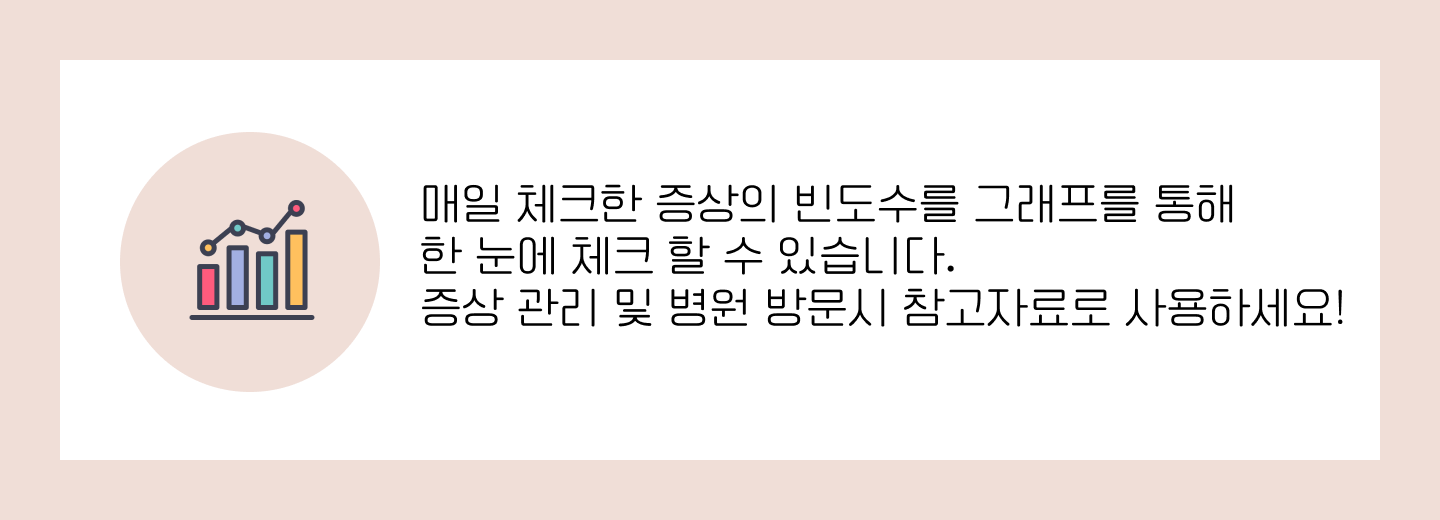 매일 체크한 증상의 빈도수를 그래프를 통해
한 눈에 체크 할 수 있습니다.
증상 관리 및 병원 방문시 참고자료로 사용하세요!